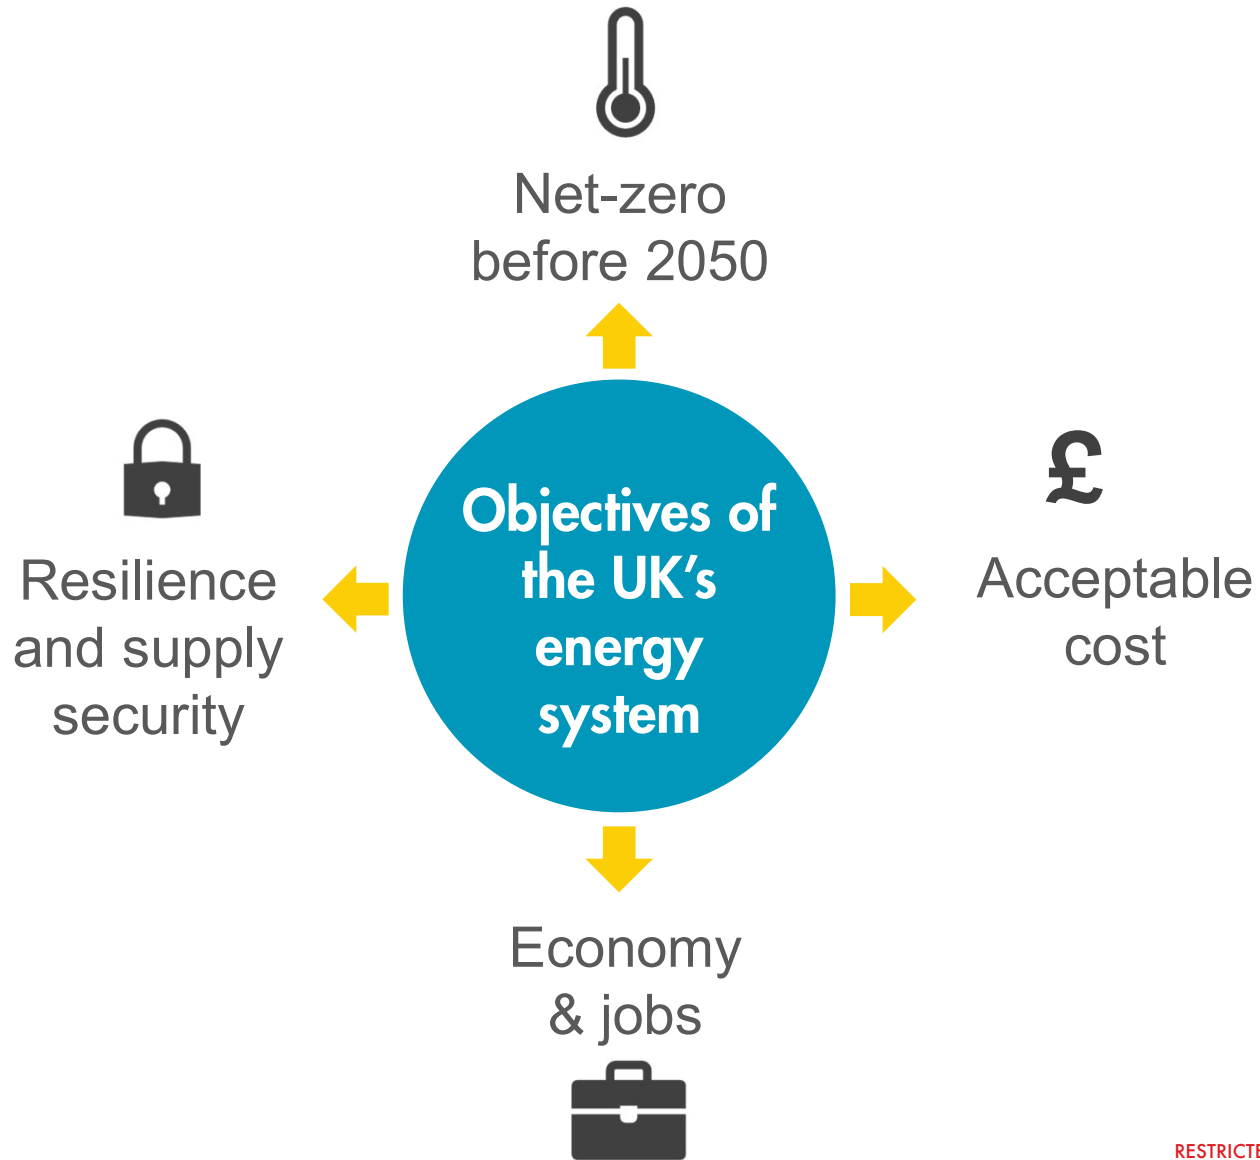 Net-zero
before 2050
£
Resilience
and supply
security
Objectives of
the UK’s
energy
system
Acceptable
cost
Economy
& jobs